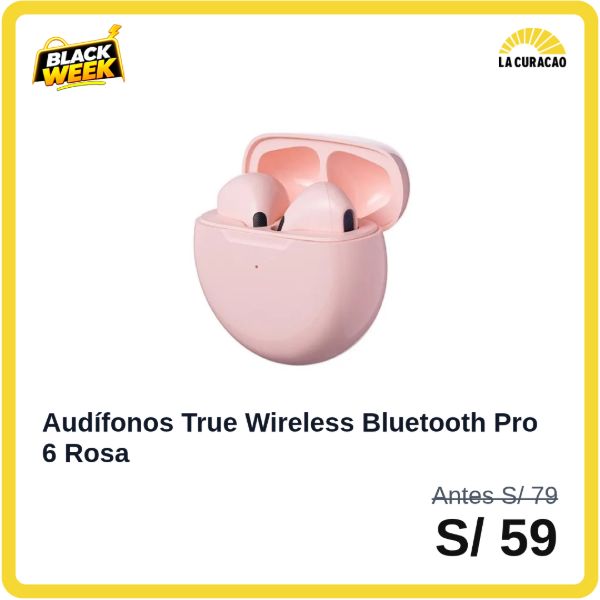 BLACK
WEEK
LA CURACAO
Audífonos True Wireless Bluetooth Pro
6 Rosa
Antes S/ 79
S/ 59